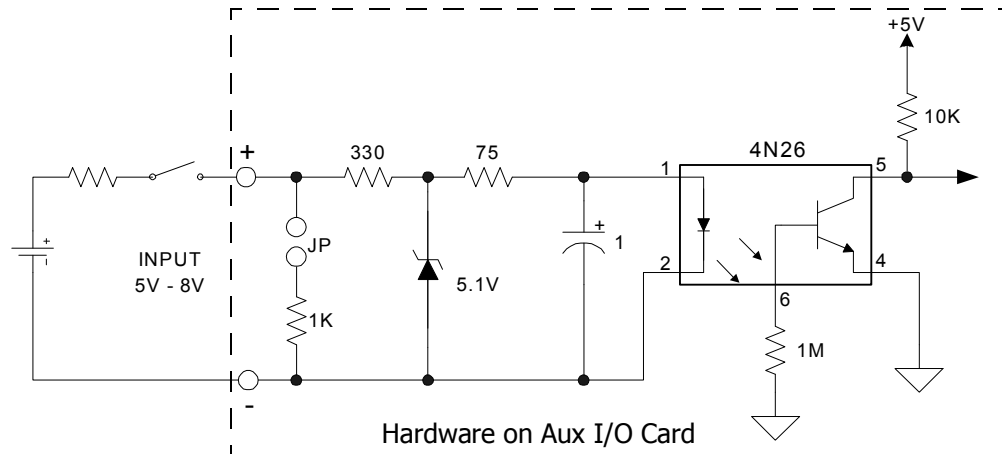 +5V
10K
+
330
75
4N26
1
5
+
-
INPUT
5V - 8V
JP
+
1
2
4
5.1V
6
1K
1M
-
Hardware on Aux I/O Card